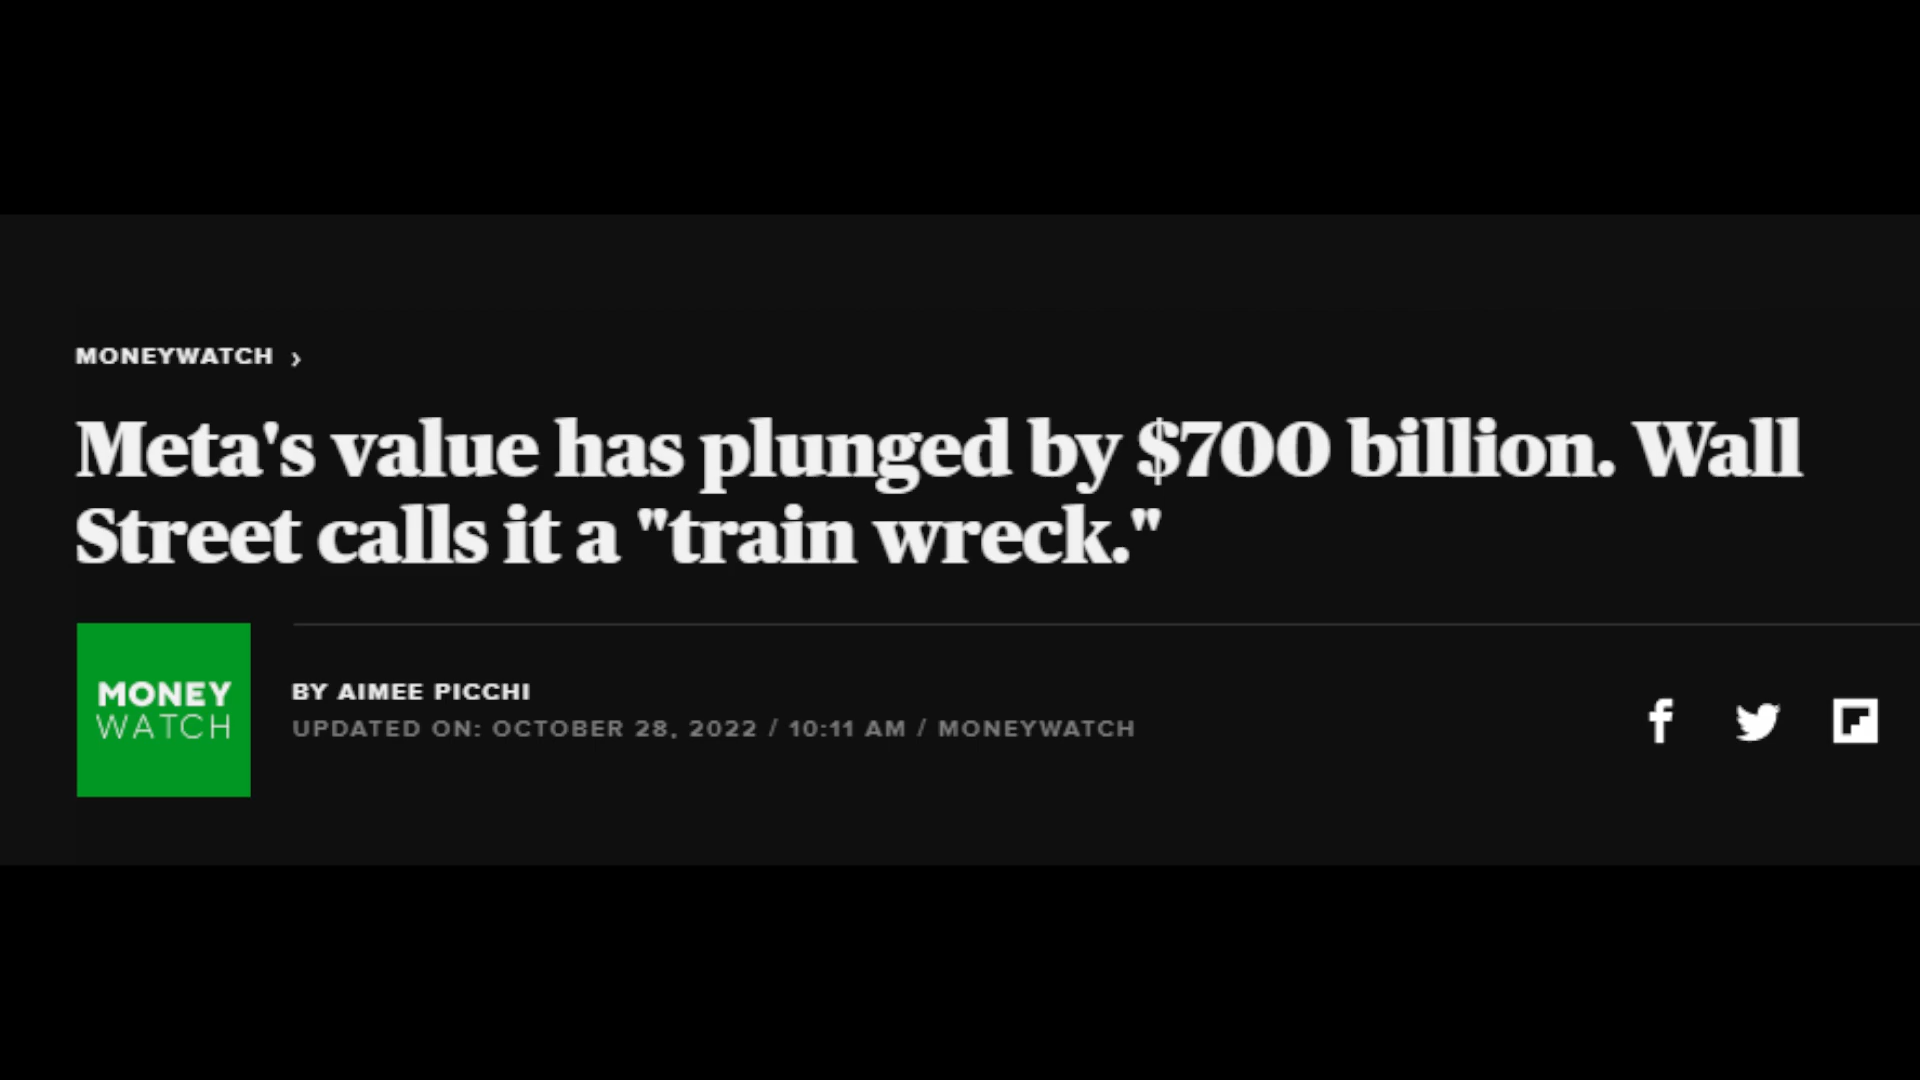 MONEYWATCH ›
Meta's value has plunged by $700 billion. Wall
Street calls it a "train wreck."
MONEY
WATCH
BY AIMEE PICCHI
UPDATED ON: OCTOBER 28, 2022 / 10:11 AM / MONEYWATCH